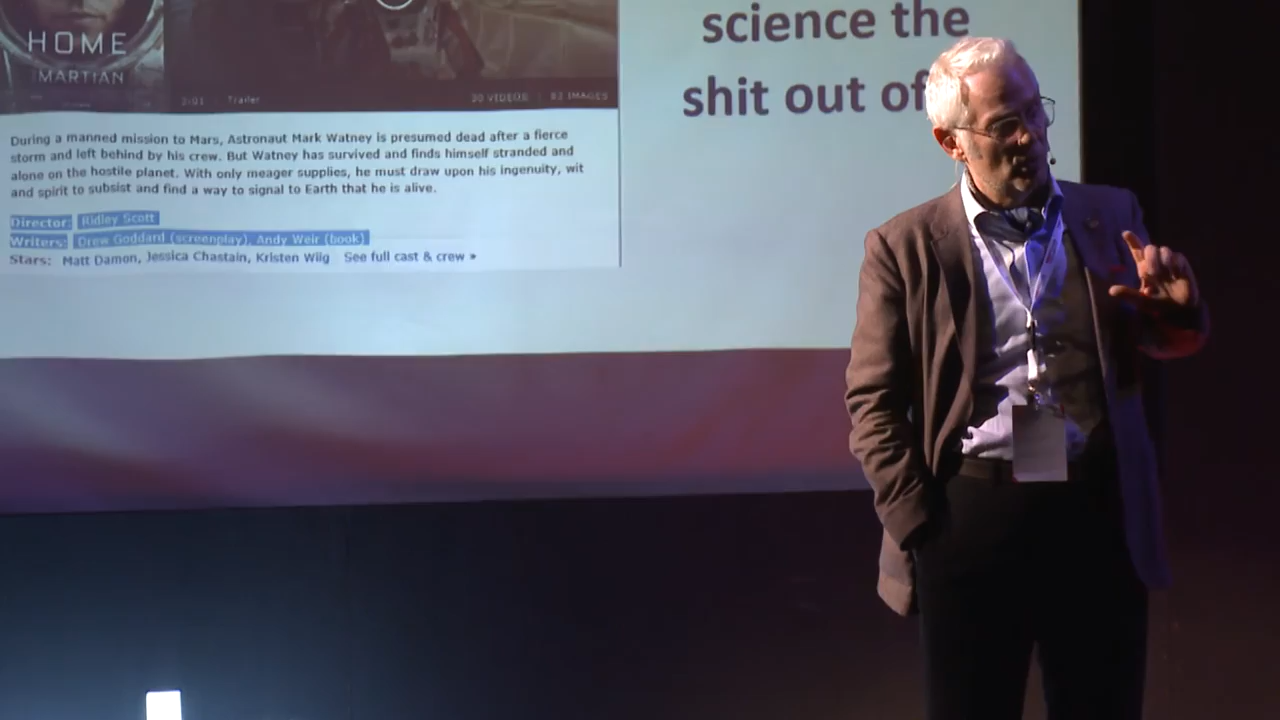 HOME
MARTIAN
2:01 Trailer
30 VIDEOS | 82 IMAGES
During a manned mission to Mars, Astronaut Mark Watney is presumed dead after a fierce
storm and left behind by his crew. But Watney has survived and finds himself stranded and
alone on the hostile planet. With only meager supplies, he must draw upon his ingenuity, wit
and spirit to subsist and find a way to signal to Earth that he is alive.
Director: Ridley Scott
Writers: Drew Goddard (screenplay), Andy Weir (book)
Stars: Matt Damon, Jessica Chastain, Kristen Wiig See full cast & crew »
science the
shit out of